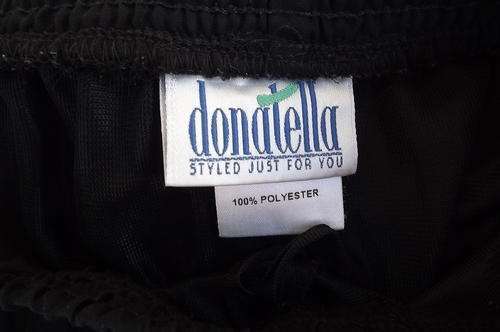 donatella
STYLED JUST FOR YOU
100% POLYESTER